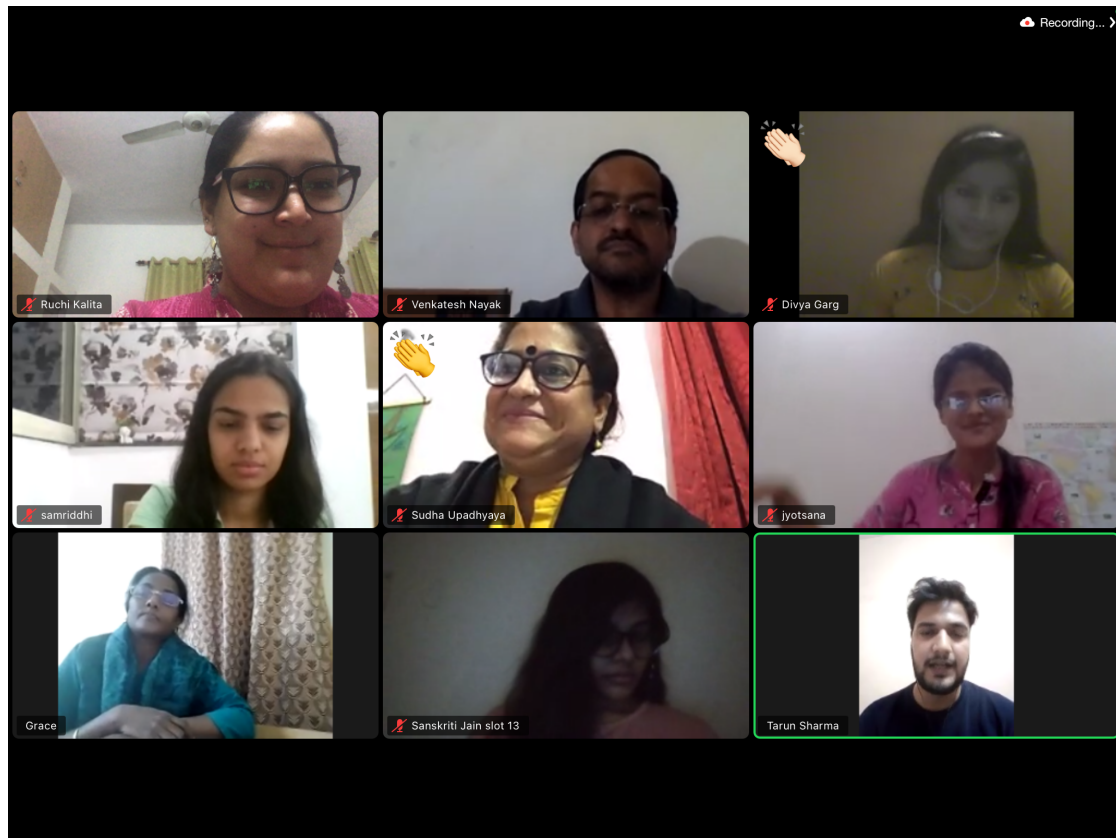 Recording...
Ruchi Kalita
Venkatesh Nayak
Divya Garg
samriddhi
Sudha Upadhyaya
jyotsana
Grace
Sanskriti Jain slot 13
Tarun Sharma